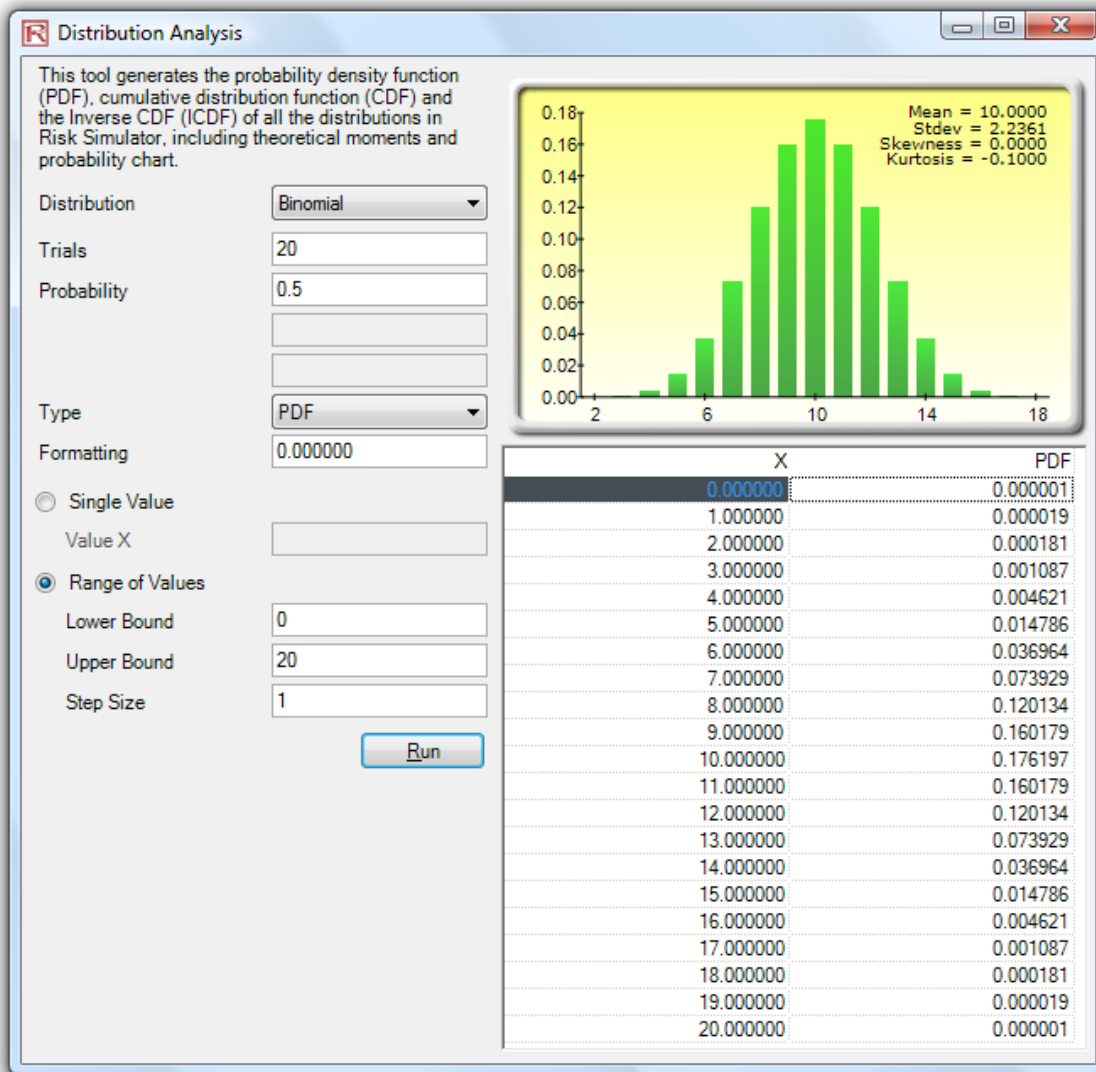 Distribution Analysis
This tool generates the probability density function
(PDF), cumulative distribution function (CDF) and
the Inverse CDF (ICDF) of all the distributions in
Risk Simulator, including theoretical moments and
probability chart.
Distribution Binomial
Trials 20
Probability 0.5
Type PDF
Formatting 0.000000
Single Value
Value X
Range of Values
Lower Bound 0
Upper Bound 20
Step Size 1
Run
Mean = 10.0000
Stdev = 2.2361
Skewness = 0.0000
Kurtosis = -0.1000
0.18
0.16
0.14
0.12
0.10
0.08
0.06
0.04
0.02
0.00
2 6 10 14 18
X PDF
0.000000 0.000001
1.000000 0.000019
2.000000 0.000181
3.000000 0.001087
4.000000 0.004621
5.000000 0.014786
6.000000 0.036964
7.000000 0.073929
8.000000 0.120134
9.000000 0.160179
10.000000 0.176197
11.000000 0.160179
12.000000 0.120134
13.000000 0.073929
14.000000 0.036964
15.000000 0.014786
16.000000 0.004621
17.000000 0.001087
18.000000 0.000181
19.000000 0.000019
20.000000 0.000001